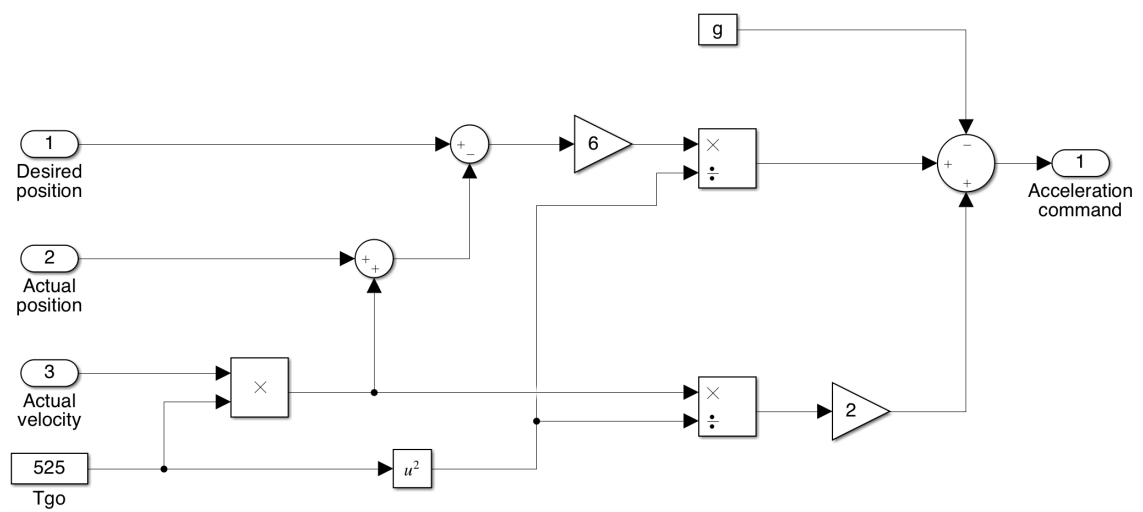 g
1
Desired
position
+
−
6
×
÷
−
+
+
1
Acceleration
command
2
Actual
position
+
+
3
Actual
velocity
×
×
÷
2
525
Tgo
u²